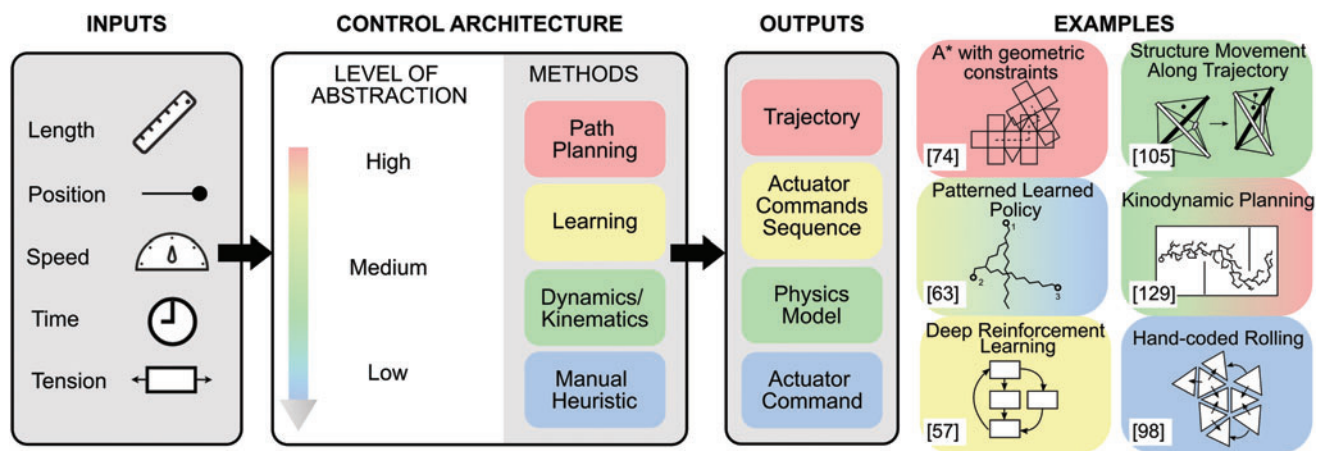 INPUTS
Length
Position
Speed
Time
Tension
CONTROL ARCHITECTURE
LEVEL OF
ABSTRACTION
High
Medium
Low
METHODS
Path
Planning
Learning
Dynamics/
Kinematics
Manual
Heuristic
OUTPUTS
Trajectory
Actuator
Commands
Sequence
Physics
Model
Actuator
Command
EXAMPLES
A* with geometric
constraints
[74]
Structure Movement
Along Trajectory
[105]
Patterned Learned
Policy
1
2
3
[63]
Kinodynamic Planning
[129]
Deep Reinforcement
Learning
[57]
Hand-coded Rolling
[98]